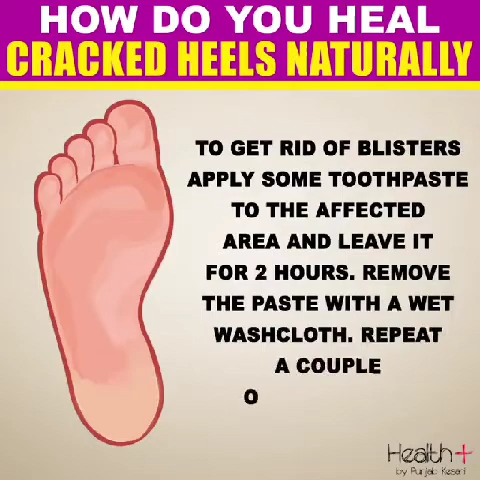 HOW DO YOU HEAL
CRACKED HEELS NATURALLY
TO GET RID OF BLISTERS
APPLY SOME TOOTHPASTE
TO THE AFFECTED
AREA AND LEAVE IT
FOR 2 HOURS. REMOVE
THE PASTE WITH A WET
WASHCLOTH. REPEAT
A COUPLE
O
Health+
by Punjab Kesari